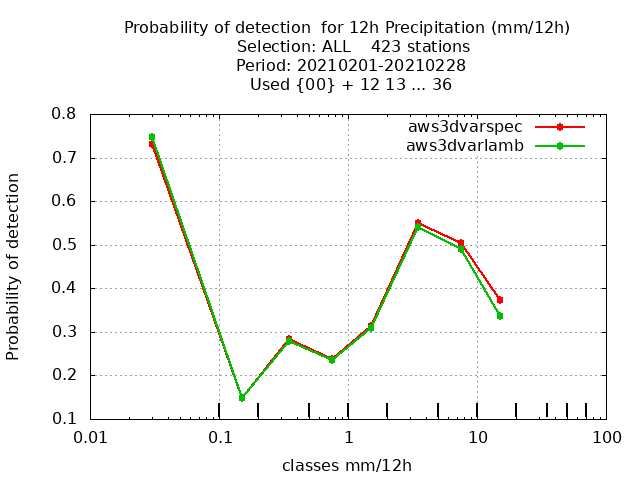 Probability of detection  for 12h Precipitation (mm/12h)
Selection: ALL    423 stations
Period: 20210201-20210228
Used {00} + 12 13 ... 36
aws3dvarspec
aws3dvarlamb
Probability of detection
0.8
0.7
0.6
0.5
0.4
0.3
0.2
0.1
0.01
0.1
1
10
100
classes mm/12h